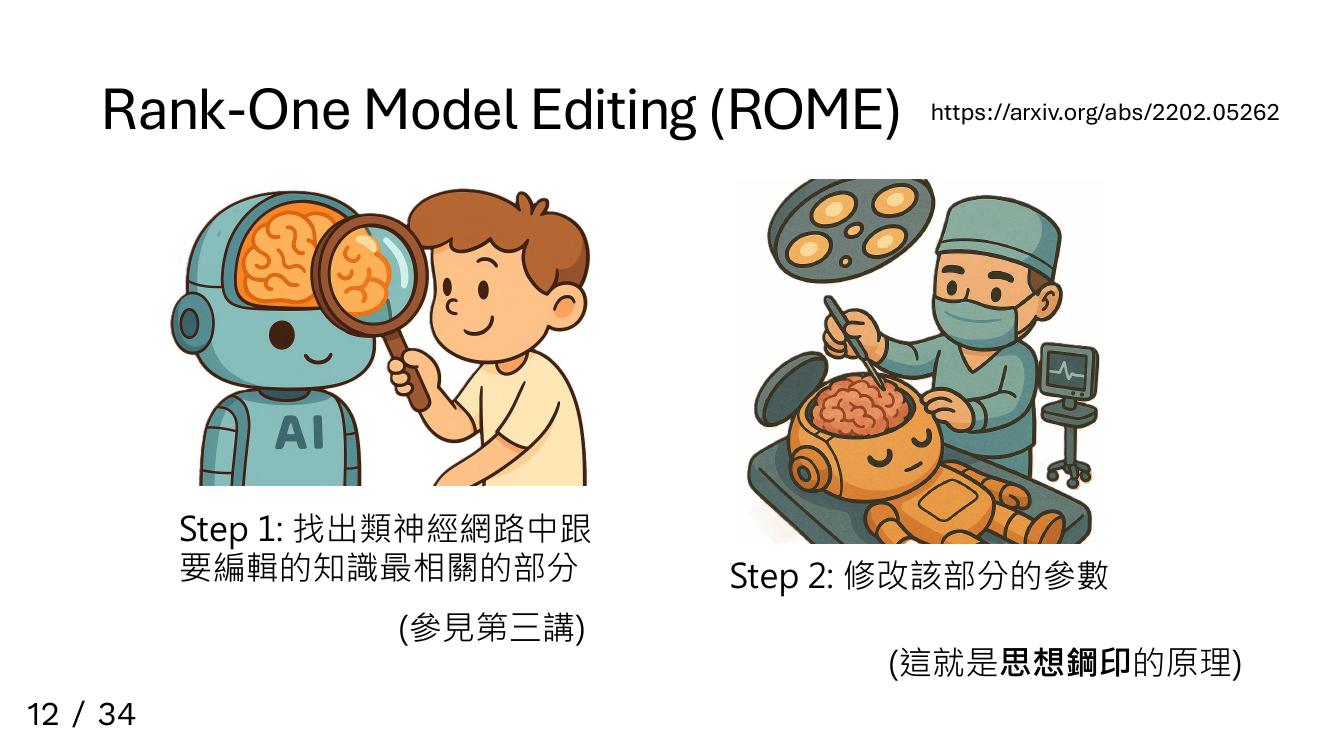 Rank-One Model Editing (ROME)
https://arxiv.org/abs/2202.05262
AI
Step 1: 找出類神經網路中跟
要編輯的知識最相關的部分
(參見第三講)
Step 2: 修改該部分的參數
(這就是思想鋼印的原理)
12 / 34